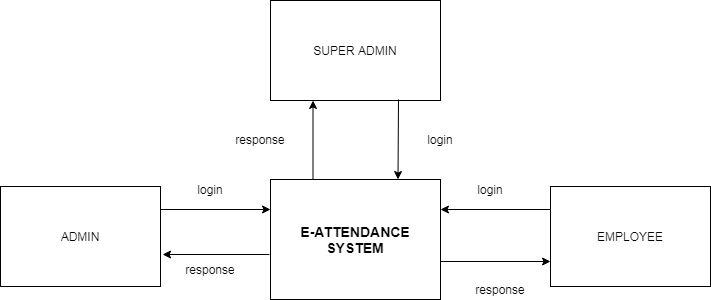 SUPER ADMIN
response
login
login
login
ADMIN
E-ATTENDANCE
SYSTEM
EMPLOYEE
response
response